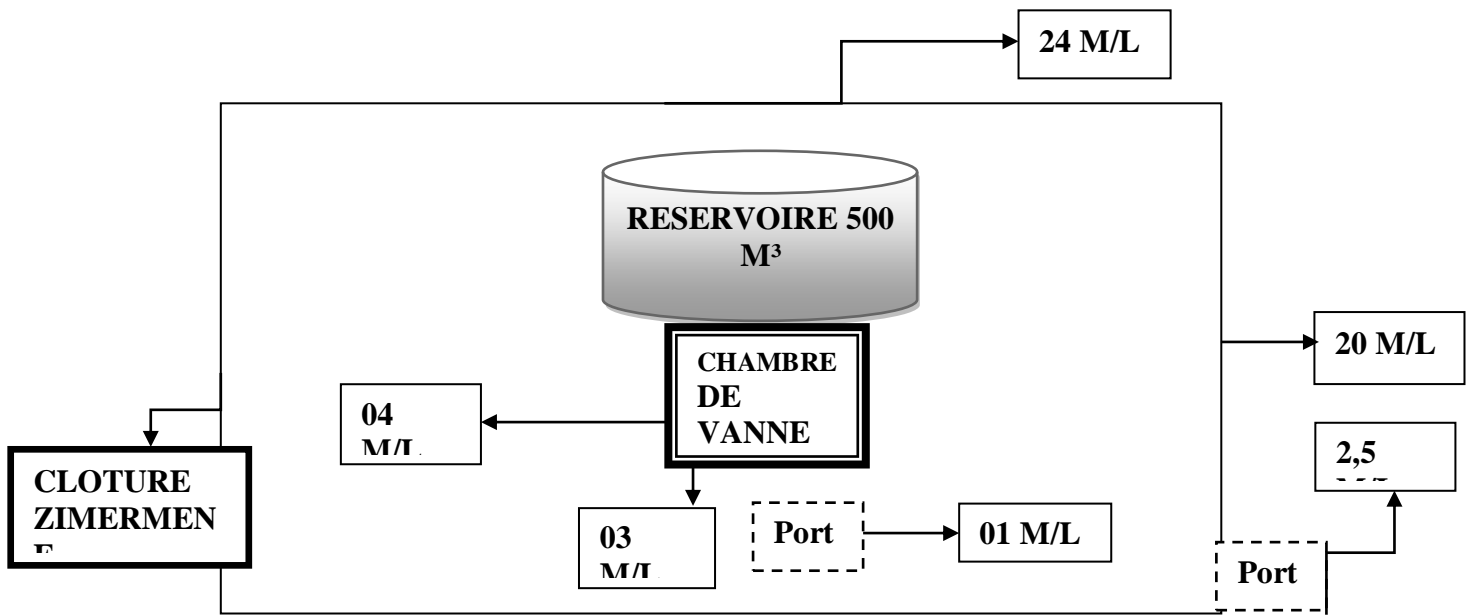 24 M/L
RESERVOIRE 500
M³
20 M/L
CHAMBRE
DE
VANNE
04
M/L
2,5
M/L
CLOTURE
ZIMERMEN
03
M/L
Port
01 M/L
Port